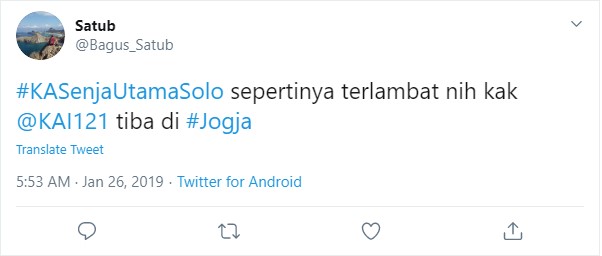 Satub
@Bagus_Satub
#KASenjaUtamaSolo sepertinya terlambat nih kak
@KAI121 tiba di #Jogja
Translate Tweet
5:53 AM · Jan 26, 2019 · Twitter for Android